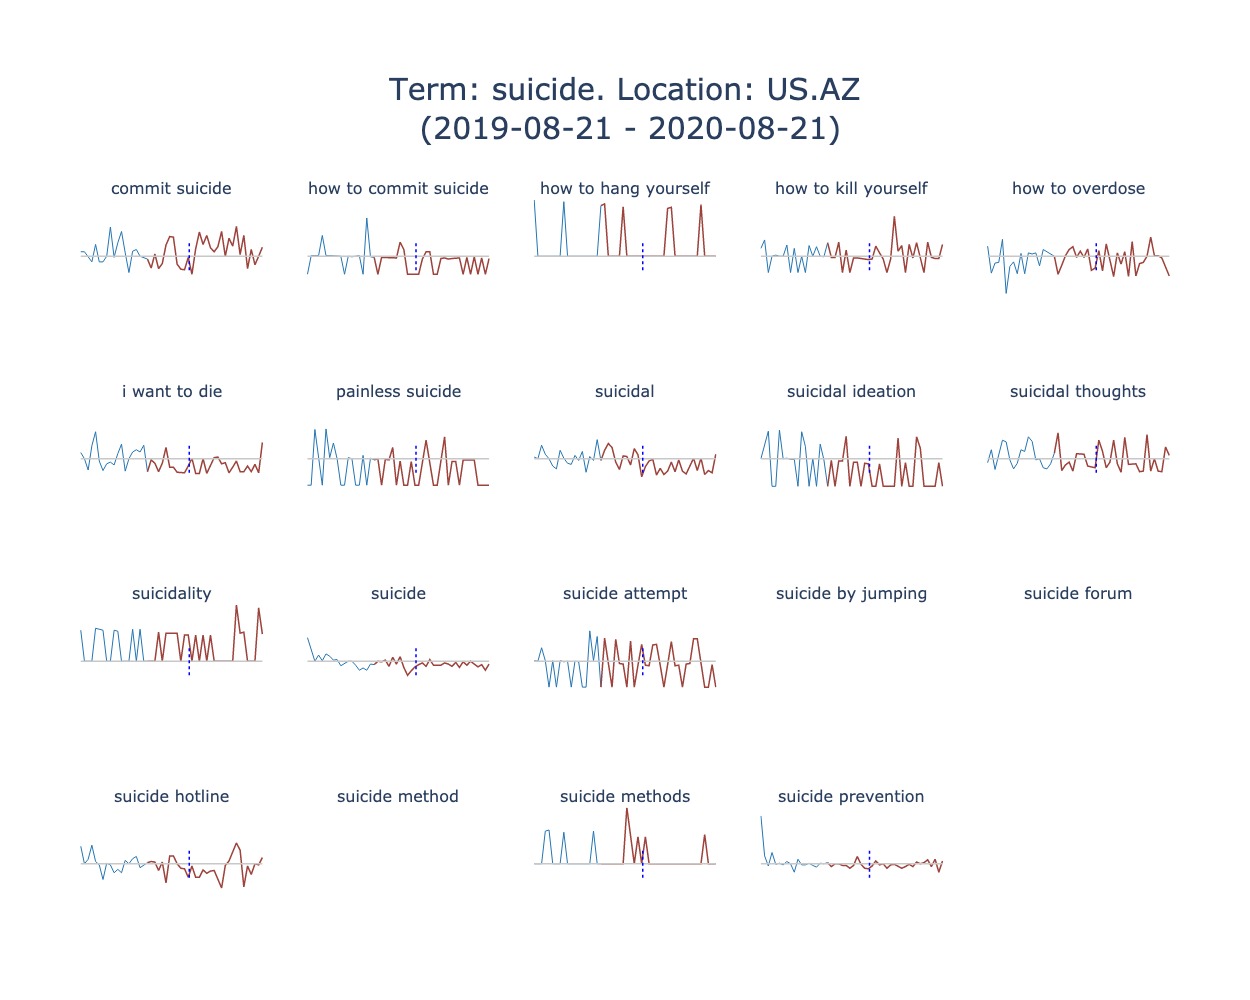 Term: suicide. Location: US.AZ
(2019-08-21 - 2020-08-21)
commit suicide
how to commit suicide
how to hang yourself
how to kill yourself
how to overdose
i want to die
painless suicide
suicidal
suicidal ideation
suicidal thoughts
suicidality
suicide
suicide attempt
suicide by jumping
suicide forum
suicide hotline
suicide method
suicide methods
suicide prevention